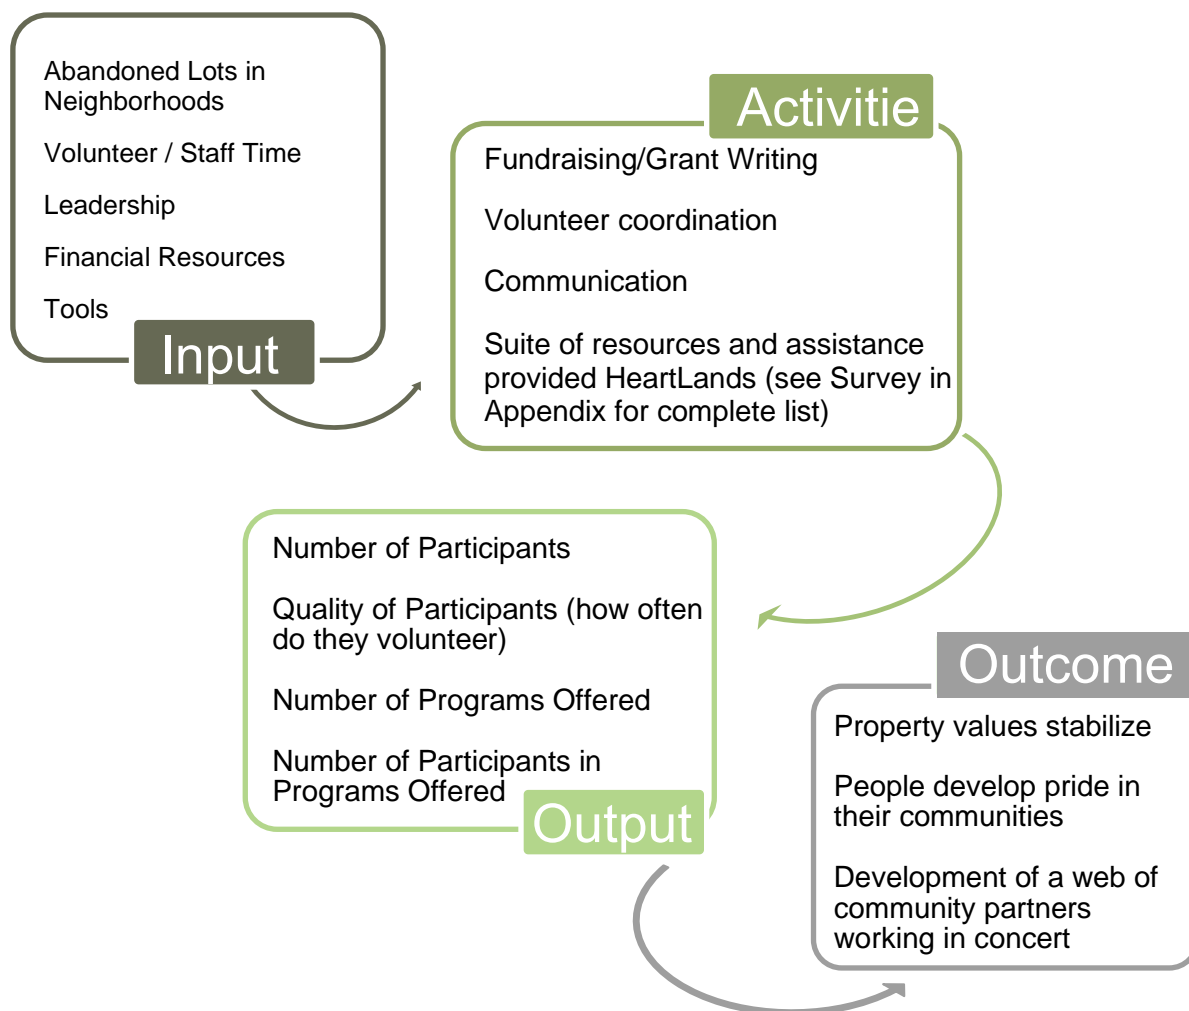 Abandoned Lots in
Neighborhoods
Volunteer / Staff Time
Leadership
Financial Resources
Tools
Input
Activitie
Fundraising/Grant Writing
Volunteer coordination
Communication
Suite of resources and assistance
provided HeartLands (see Survey in
Appendix for complete list)
Number of Participants
Quality of Participants (how often
do they volunteer)
Number of Programs Offered
Number of Participants in
Programs Offered
Output
Outcome
Property values stabilize
People develop pride in
their communities
Development of a web of
community partners
working in concert